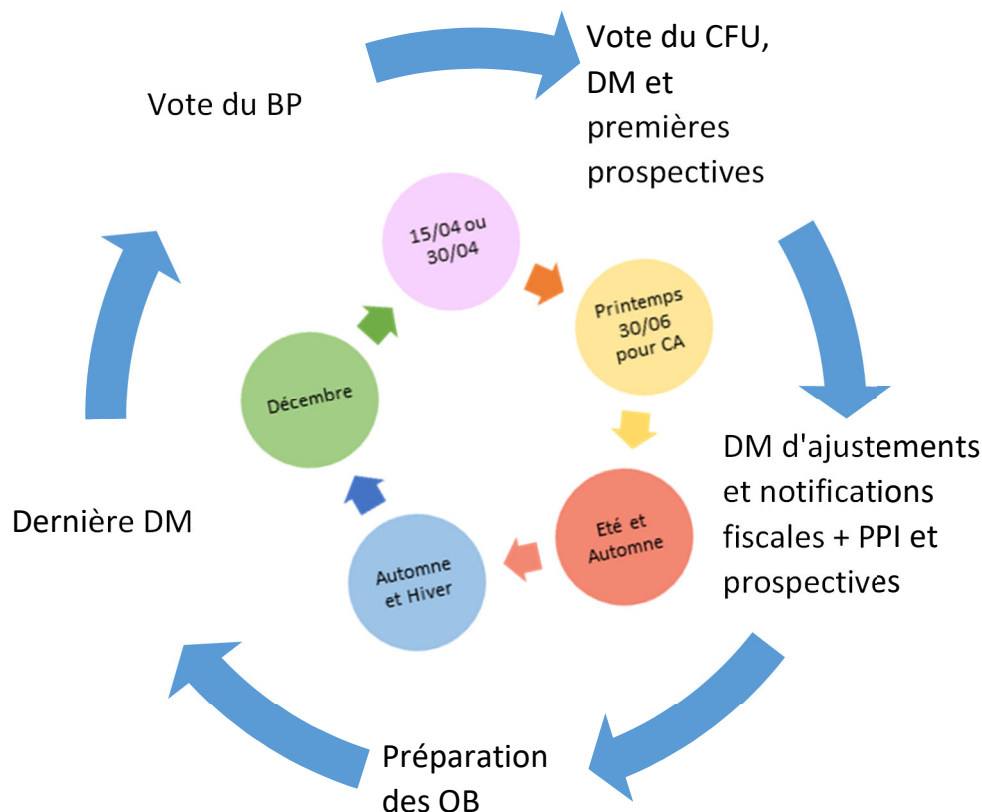 Vote du BP
Vote du CFU,
DM et
premières
prospectives
DM d'ajustements
et notifications
fiscales + PPI et
prospectives
Préparation
des OB
Dernière DM
15/04 ou
30/04
Printemps
30/06
pour CA
Eté et
Automne
Automne
et Hiver
Décembre